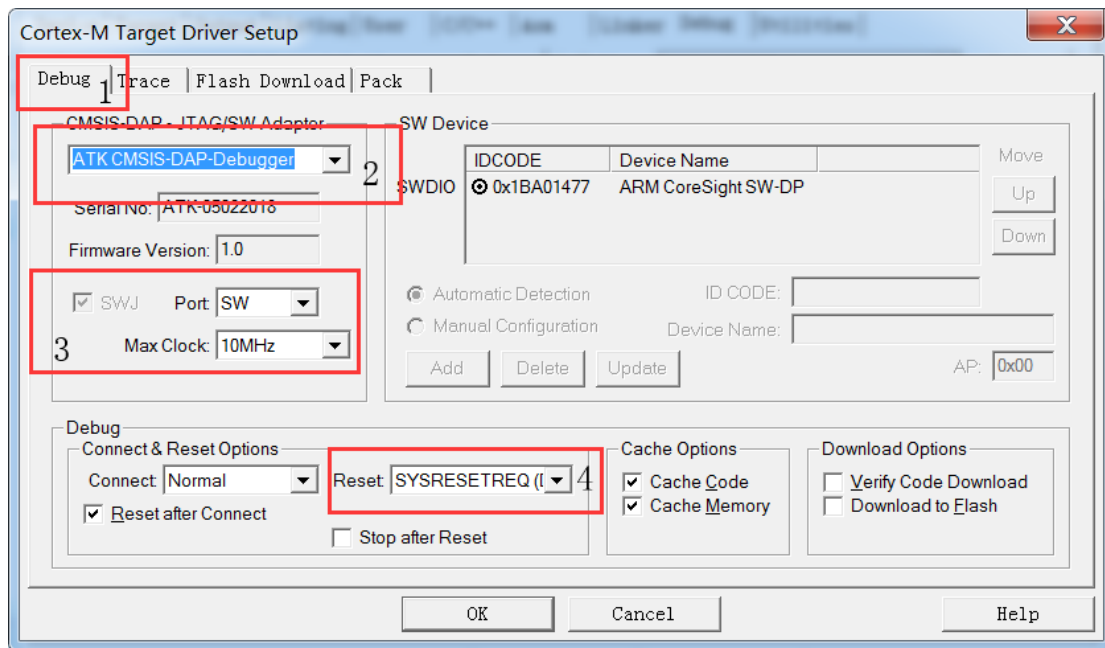 Cortex-M Target Driver Setup
X
Debug 1 Trace Flash Download Pack
CMSIS-DAP - JTAG/SW Adaptor
ATK CMSIS-DAP-Debugger
2
Serial No: ATK-05022018
Firmware Version: 1.0
SWJ Port: SW
3 Max Clock: 10MHz
SW Device
IDCODE Device Name
SWDIO 0x1BA01477 ARM CoreSight SW-DP
Move
Up
Down
Automatic Detection ID CODE:
Manual Configuration Device Name:
Add Delete Update AP: 0x00
Debug
Connect & Reset Options
Connect: Normal Reset: SYSRESETREQ (
4
Reset after Connect
Stop after Reset
Cache Options
Cache Code
Cache Memory
Download Options
Verify Code Download
Download to Flash
OK Cancel Help